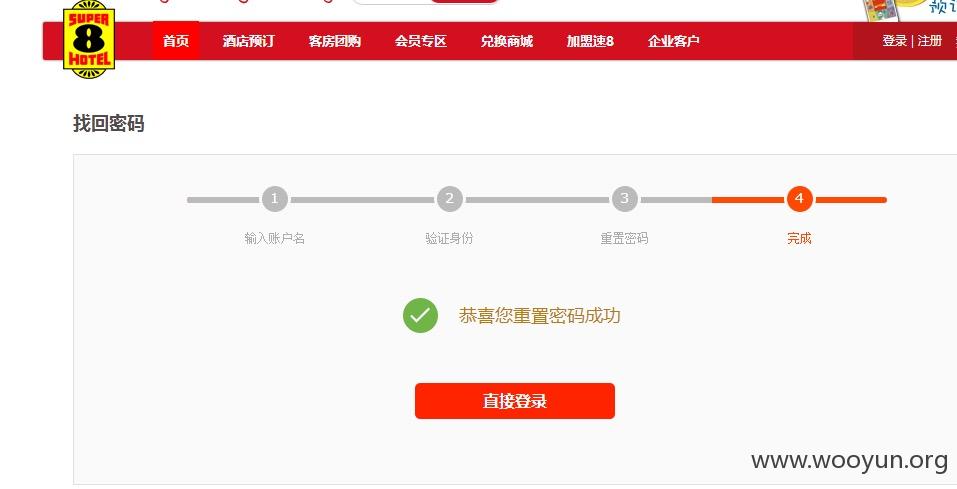 SUPER
8
HOTEL
首页 酒店预订 客房团购 会员专区 兑换商城 加盟速8 企业客户 登录 | 注册
找回密码
1 2 3 4
输入账户名 验证身份 重置密码 完成
恭喜您重置密码成功
直接登录
www.wooyun.org